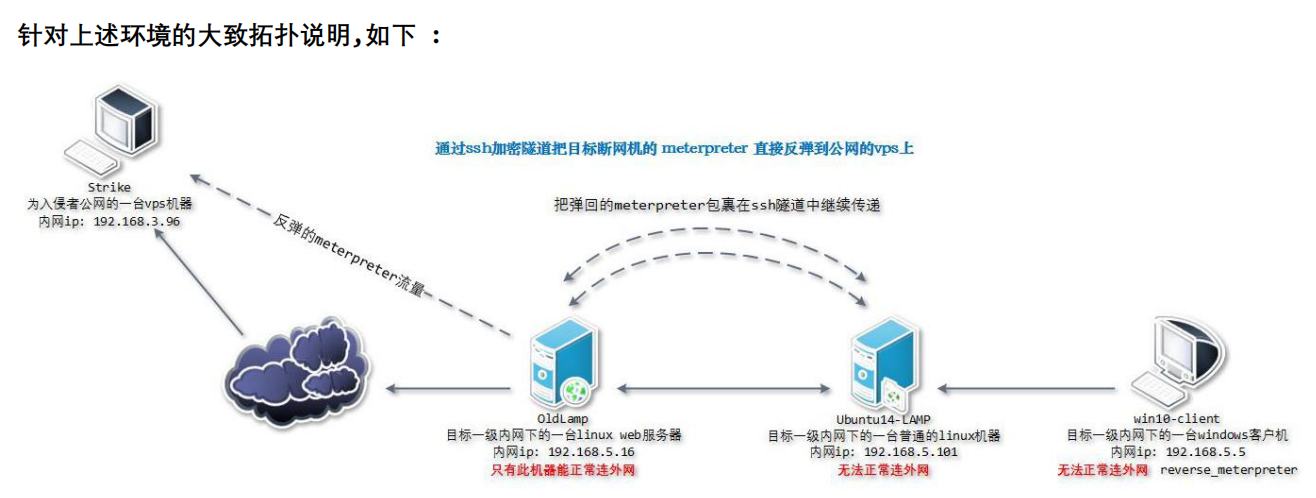 针对上述环境的大致拓扑说明,如下 :
通过ssh加密隧道把目标断网机的 meterpreter 直接反弹到公网的vps上
Strike
为入侵者公网的一台vps机器
内网ip: 192.168.3.96
把弹回的meterpreter包裹在ssh隧道中继续传递
反弹的meterpreter流量
OldLamp
目标一级内网下的一台linux web服务器
内网ip: 192.168.5.16
只有此机器能正常连外网
Ubuntu14-LAMP
目标一级内网下的一台普通的linux机器
内网ip: 192.168.5.101
无法正常连外网
win10-client
目标一级内网下的一台windows客户机
内网ip: 192.168.5.5
无法正常连外网 reverse_meterpreter